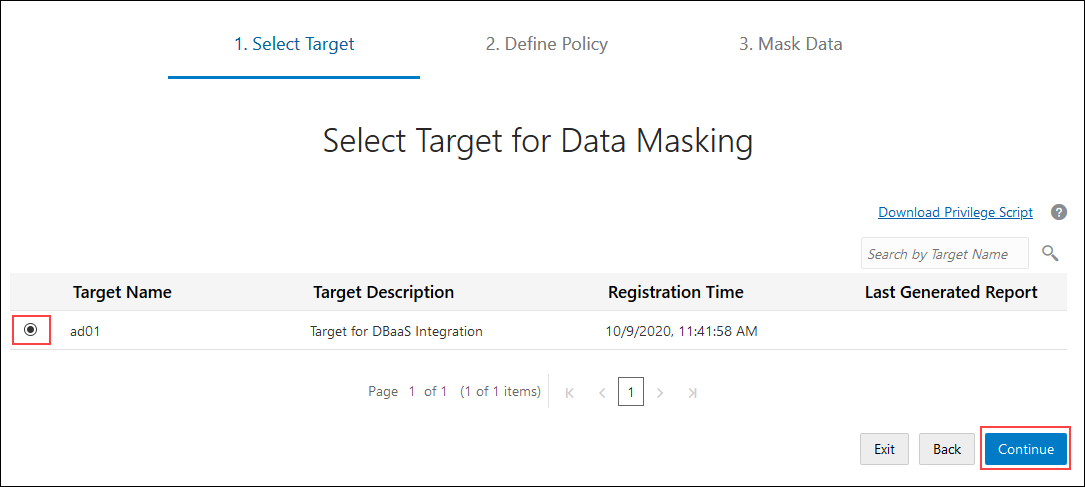 1. Select Target 2. Define Policy 3. Mask Data
Select Target for Data Masking
Download Privilege Script ?
Search by Target Name
Target Name Target Description Registration Time Last Generated Report
ad01 Target for DBaaS Integration 10/9/2020, 11:41:58 AM
Page 1 of 1 (1 of 1 items) 1
Exit Back Continue